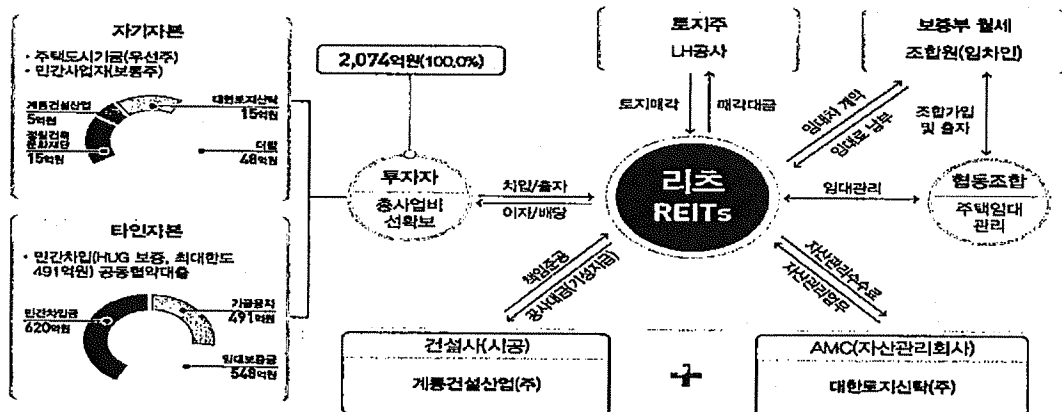 자기자본
• 주택도시기금(우선주)
• 민간사업자(보통주)
계룡건설산업
5억원
대한토지신탁
15억원
15억원
더함
48억원
타인자본
• 민간차입(HUG 보증, 최대한도
491억원) 공동협약대출
민간차입금
620억원
기금융자
491억원
임대보증금
548억원
2,074억원(100.0%)
투자자
총사업비
선확보
차입/출자
이자/배당
토지주
LH공사
토지매각
매각대금
리츠
REITs
보증부 월세
조합원(임차인)
임대차 계약
임대료 납부
조합가입
및 출자
임대관리
협동조합
주택임대
관리
책임준공
공사대금(기성지급)
자산관리수수료
자산관리업무
건설사(시공)
계룡건설산업(주)
+
AMC(자산관리회사)
대한토지신탁(주)